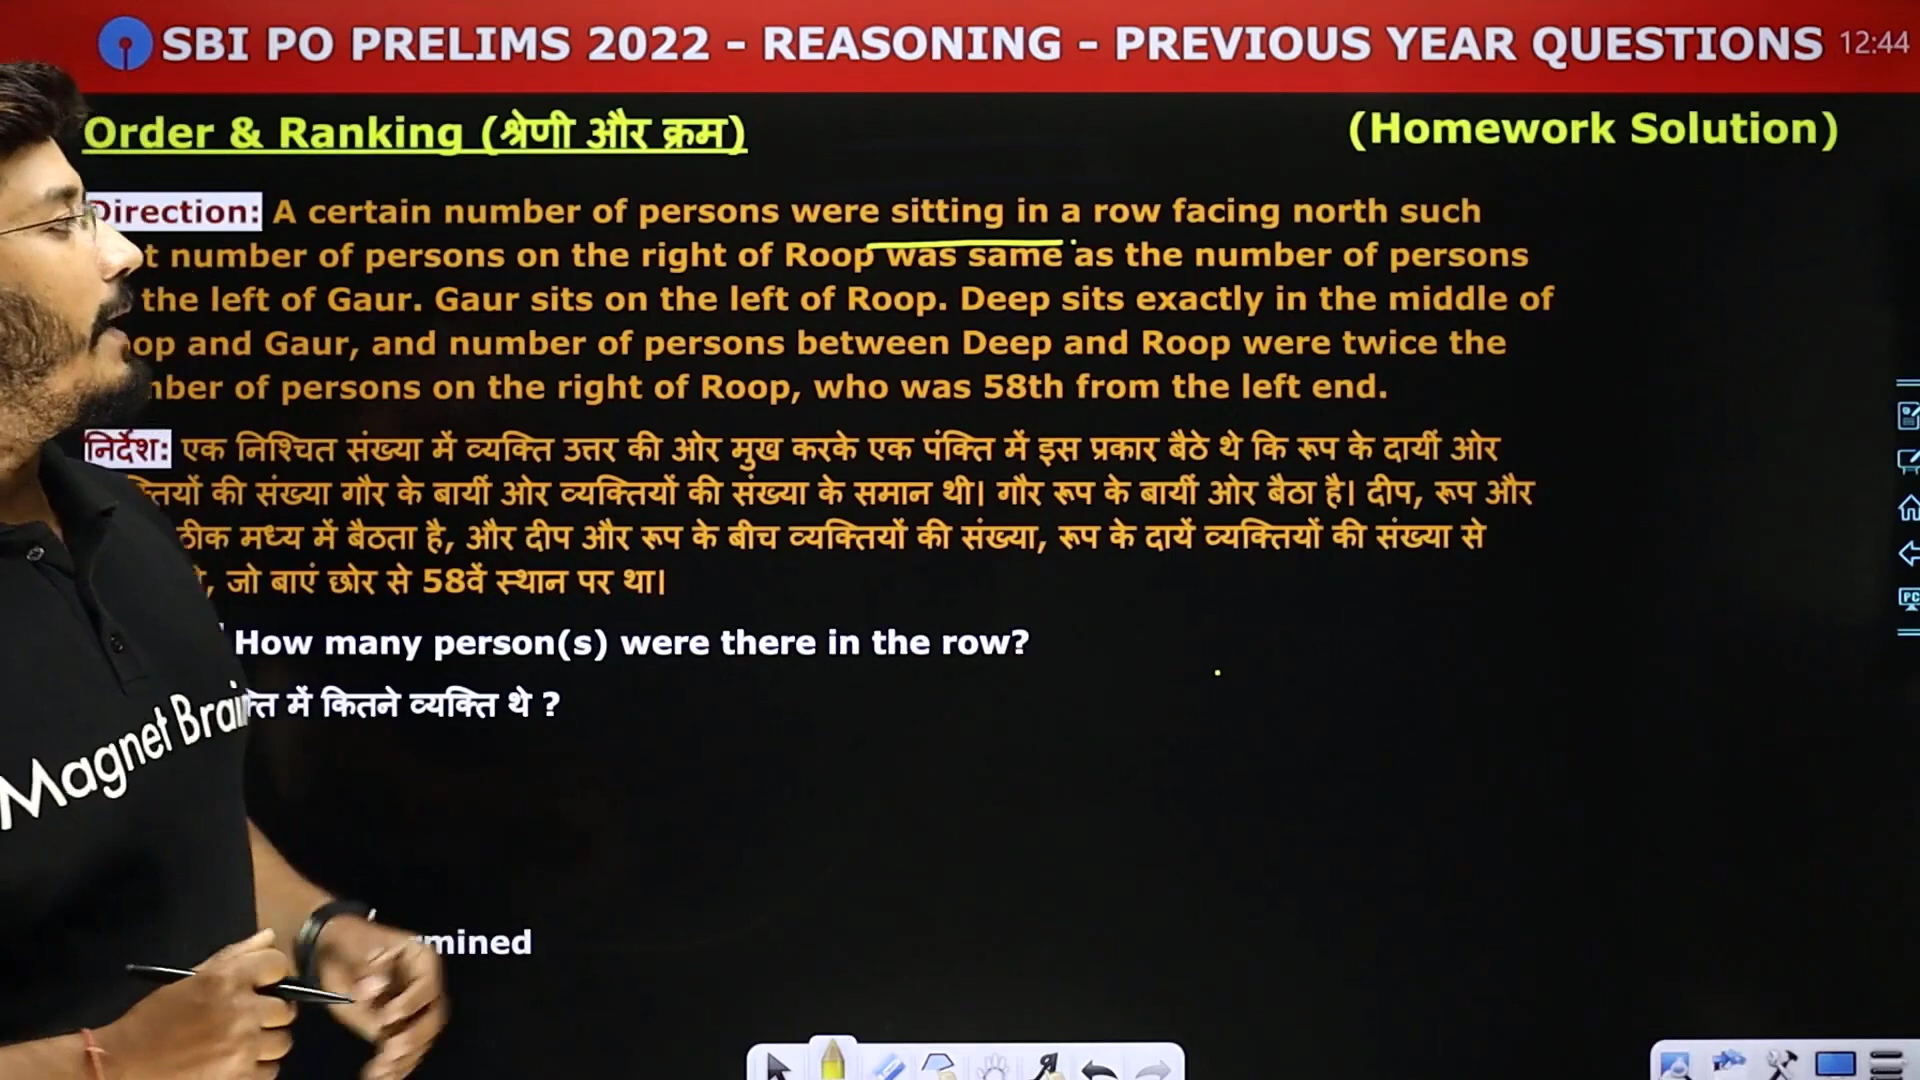 SBI PO PRELIMS 2022 - REASONING - PREVIOUS YEAR QUESTIONS 12:44
Order & Ranking (श्रेणी और क्रम) (Homework Solution)
Direction: A certain number of persons were sitting in a row facing north such
number of persons on the right of Roop was same as the number of persons
the left of Gaur. Gaur sits on the left of Roop. Deep sits exactly in the middle of
and Gaur, and number of persons between Deep and Roop were twice the
of persons on the right of Roop, who was 58th from the left end.
निर्देश: एक निश्चित संख्या में व्यक्ति उत्तर की ओर मुख करके एक पंक्ति में इस प्रकार बैठे थे कि रूप के दायीं ओर
की संख्या गौर के बायीं ओर व्यक्तियों की संख्या के समान थी। गौर रूप के बायीं ओर बैठा है। दीप, रूप और
ठीक मध्य में बैठता है, और दीप और रूप के बीच व्यक्तियों की संख्या, रूप के दायें व्यक्तियों की संख्या से
, जो बाएं छोर से 58वें स्थान पर था।
How many person(s) were there in the row?
में कितने व्यक्ति थे ?
Magnet Brain
PC